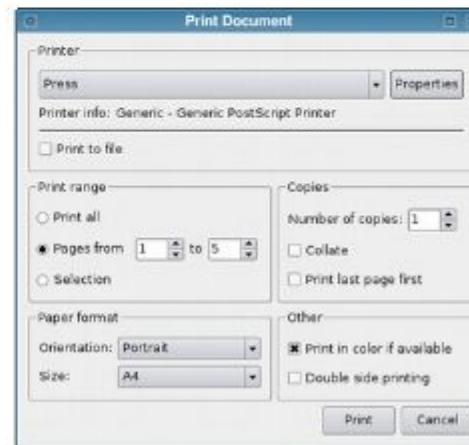 Print Document
Printer
Press
Properties
Printer info: Generic - Generic PostScript Printer
Print to file
Print range
Print all
Pages from 1 to 5
Selection
Copies
Number of copies: 1
Collate
Print last page first
Paper format
Orientation: Portrait
Size: A4
Other
Print in color if available
Double side printing
Print
Cancel